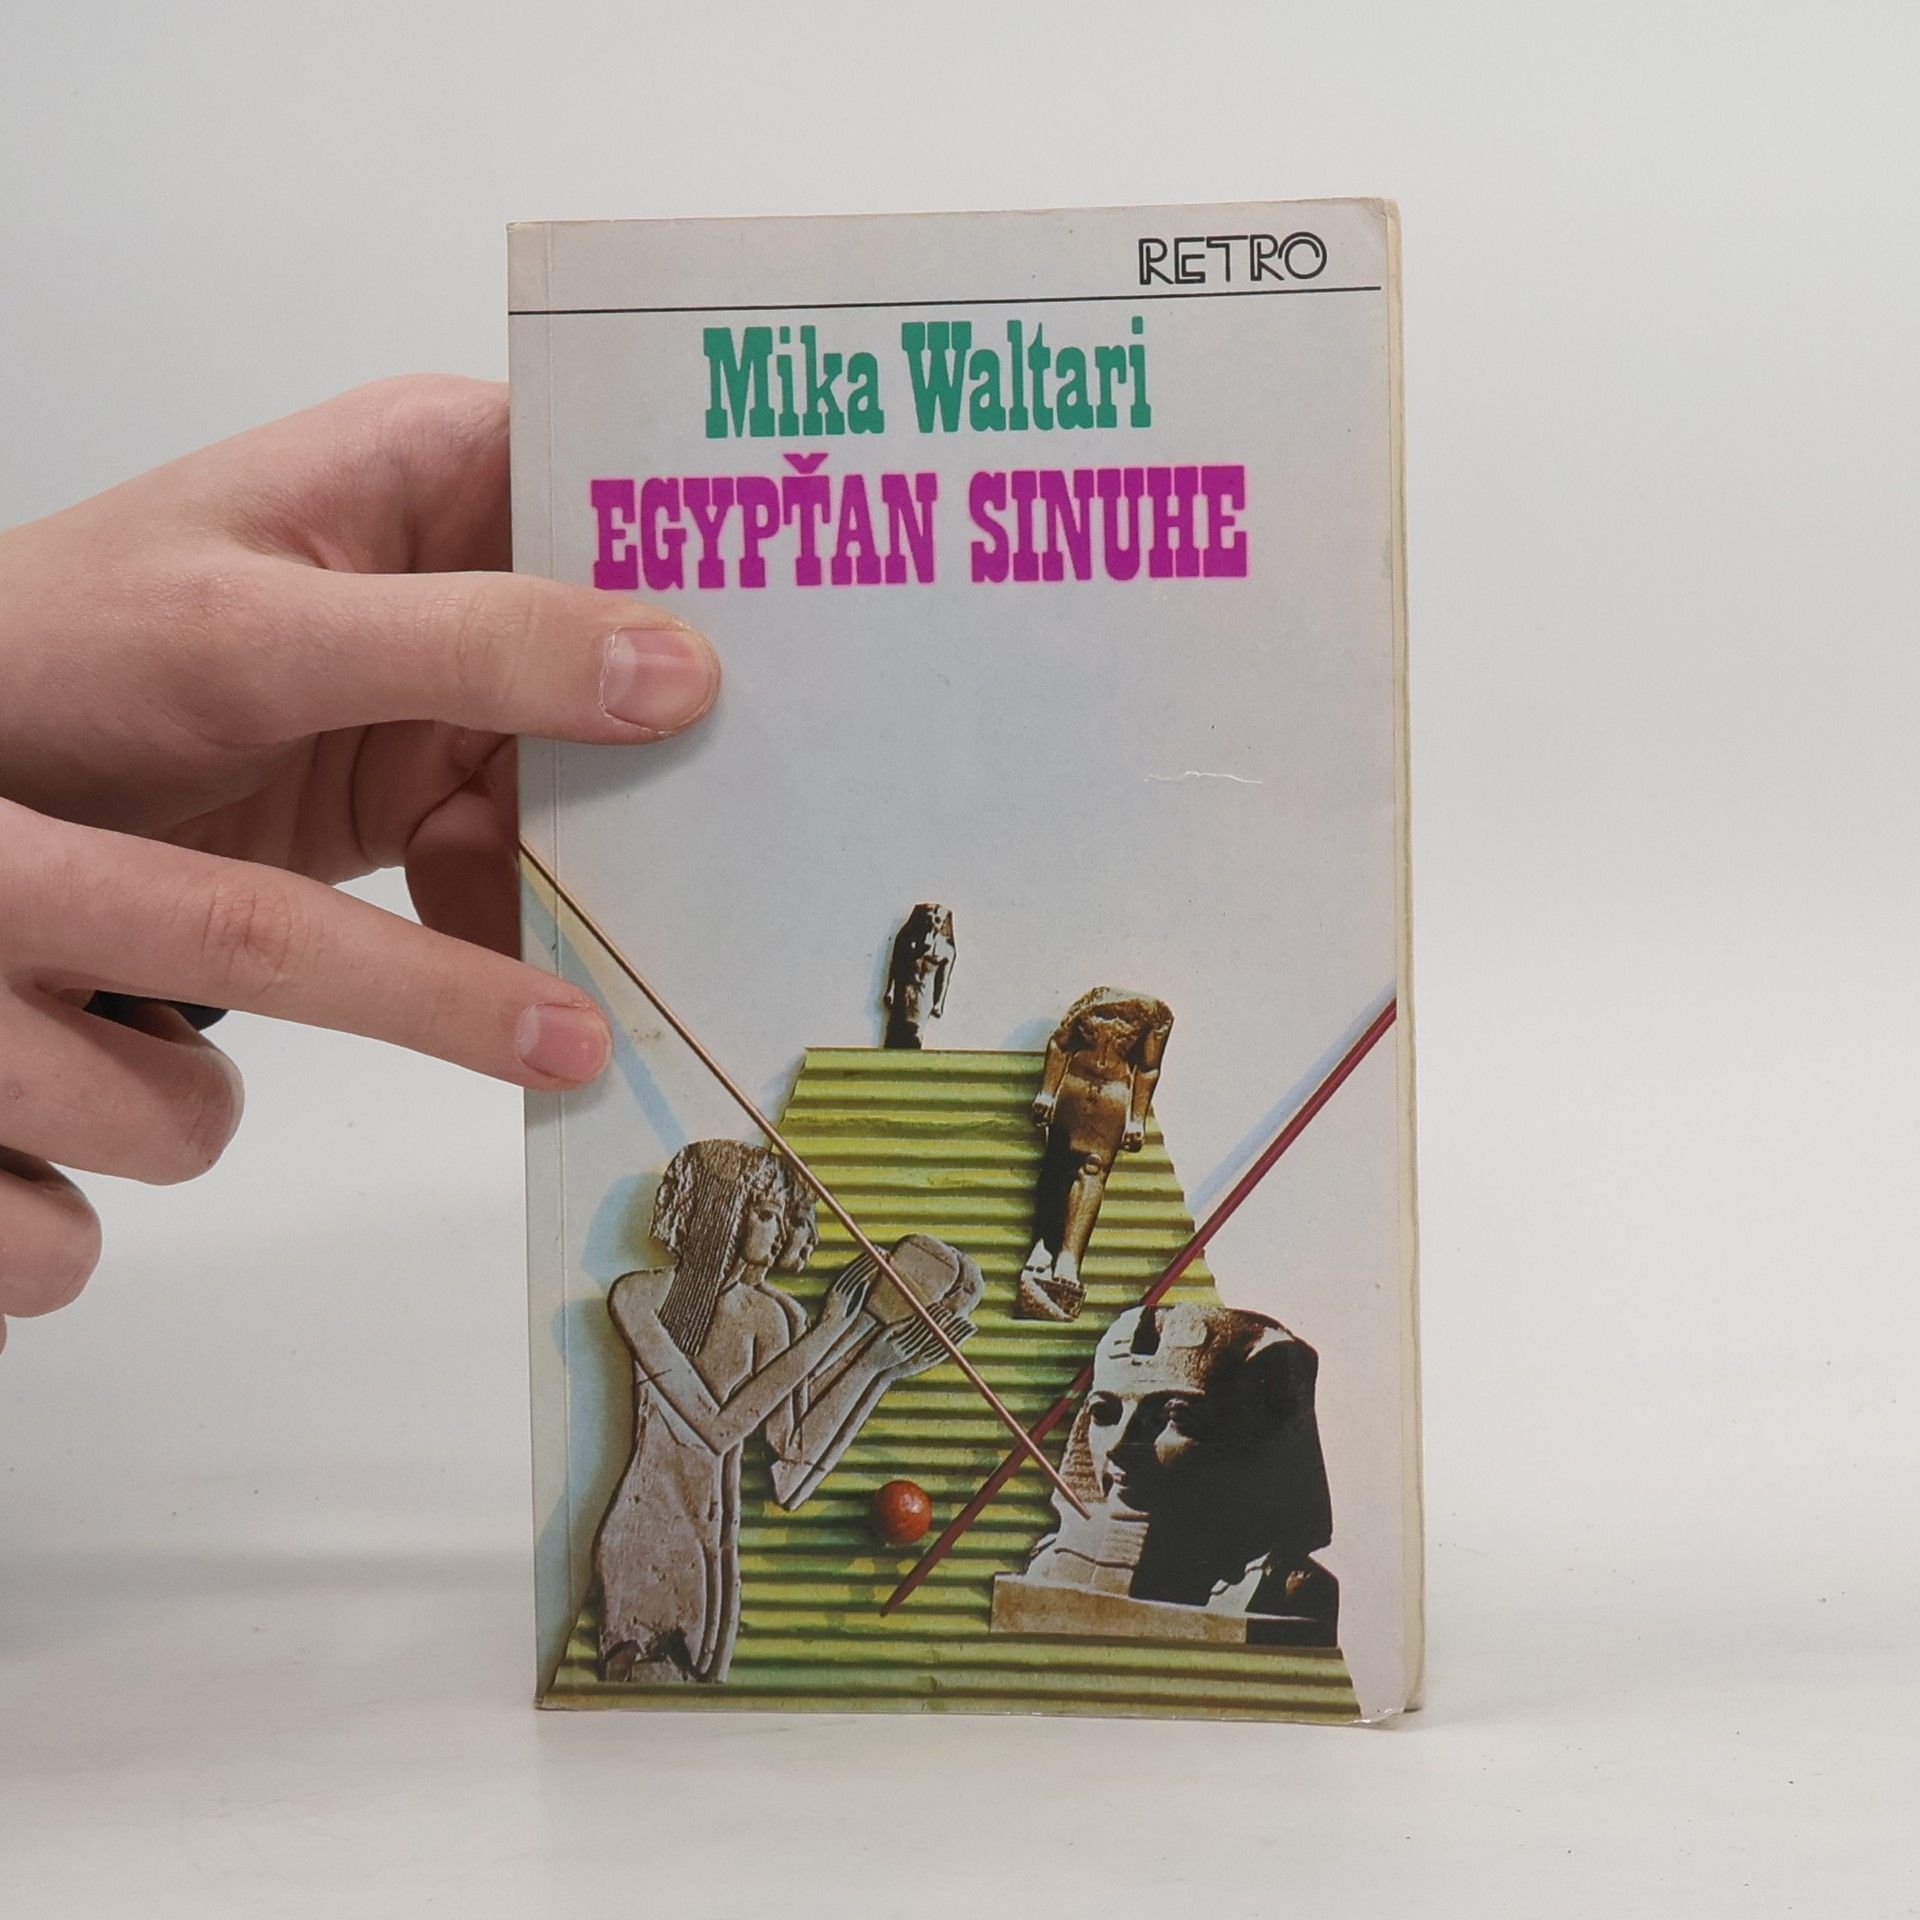 RETRO
Mika Waltari
EGYPŤAN SINUHE